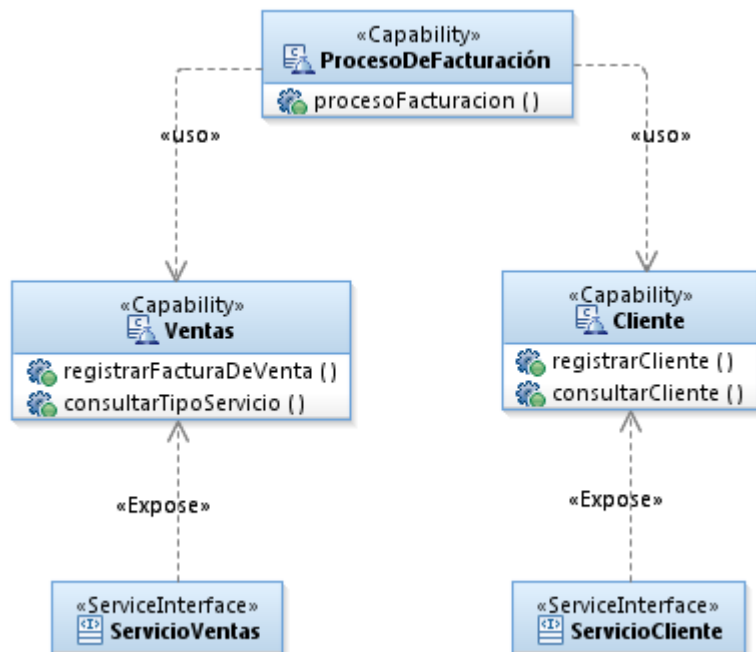 «Capability»
ProcesoDeFacturación
procesoFacturacion ()
«uso»
«uso»
«Capability»
Ventas
registrarFacturaDeVenta ()
consultarTipoServicio ()
«Capability»
Cliente
registrarCliente ()
consultarCliente ()
«Expose»
«Expose»
«ServiceInterface»
ServicioVentas
«ServiceInterface»
ServicioCliente